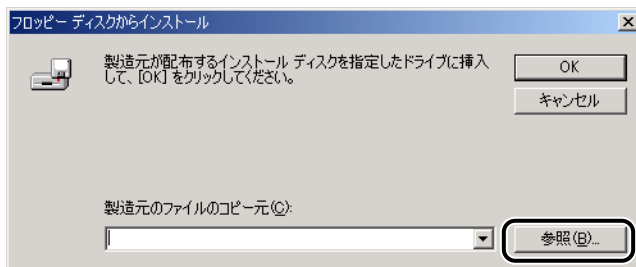 フロッピー ディスクからインストール
製造元が配布するインストール ディスクを指定したドライブに挿入
して、[OK] をクリックしてください。
OK
キャンセル
製造元のファイルのコピー元(C):
参照(B)...